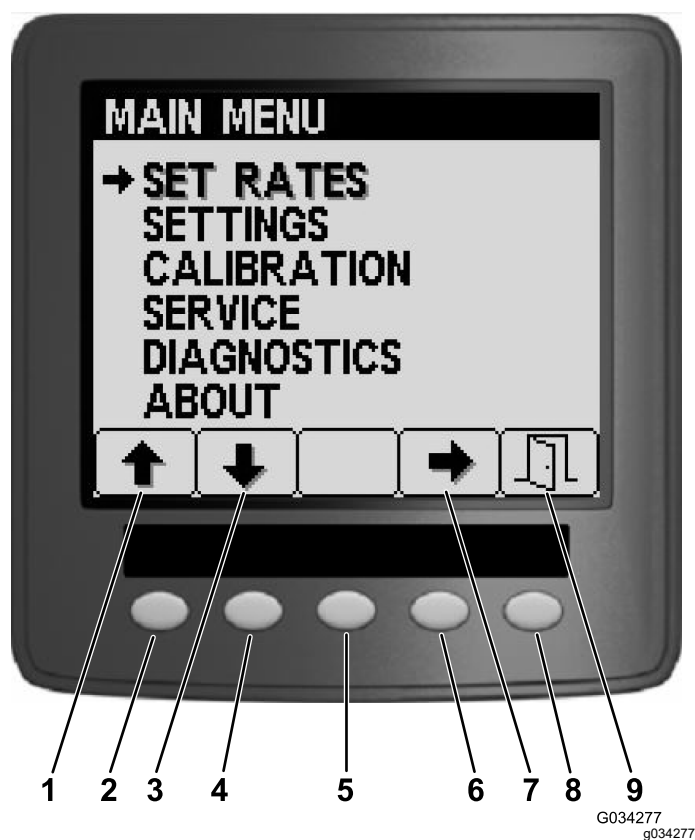 MAIN MENU
SET RATES
SETTINGS
CALIBRATION
SERVICE
DIAGNOSTICS
ABOUT
1 2 3 4 5 6 7 8 9
G034277
g034277